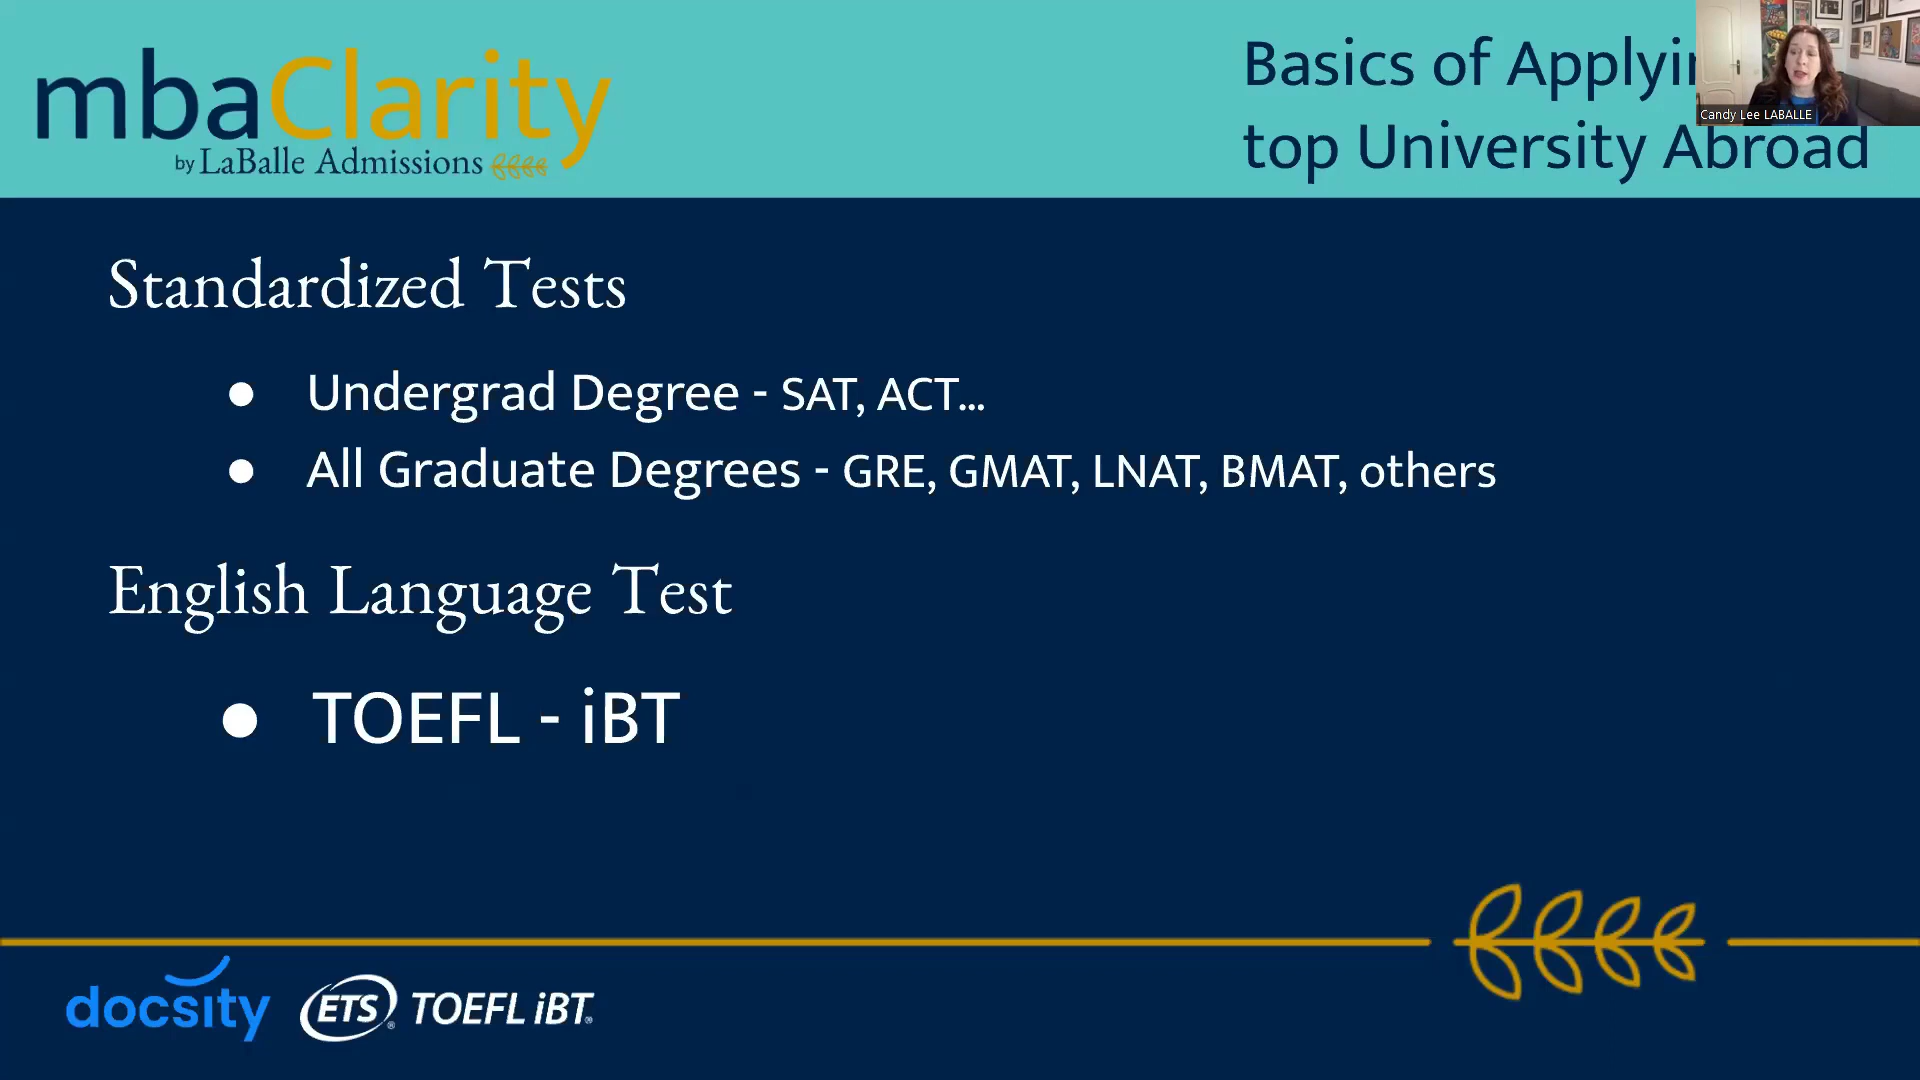 mbaClarity
by LaBalle Admissions
Basics of Applyi
top University Abroad
Candy Lee LABALLE
Standardized Tests
● Undergrad Degree - SAT, ACT...
● All Graduate Degrees - GRE, GMAT, LNAT, BMAT, others
English Language Test
● TOEFL - iBT
docsity
ETS® TOEFL iBT®